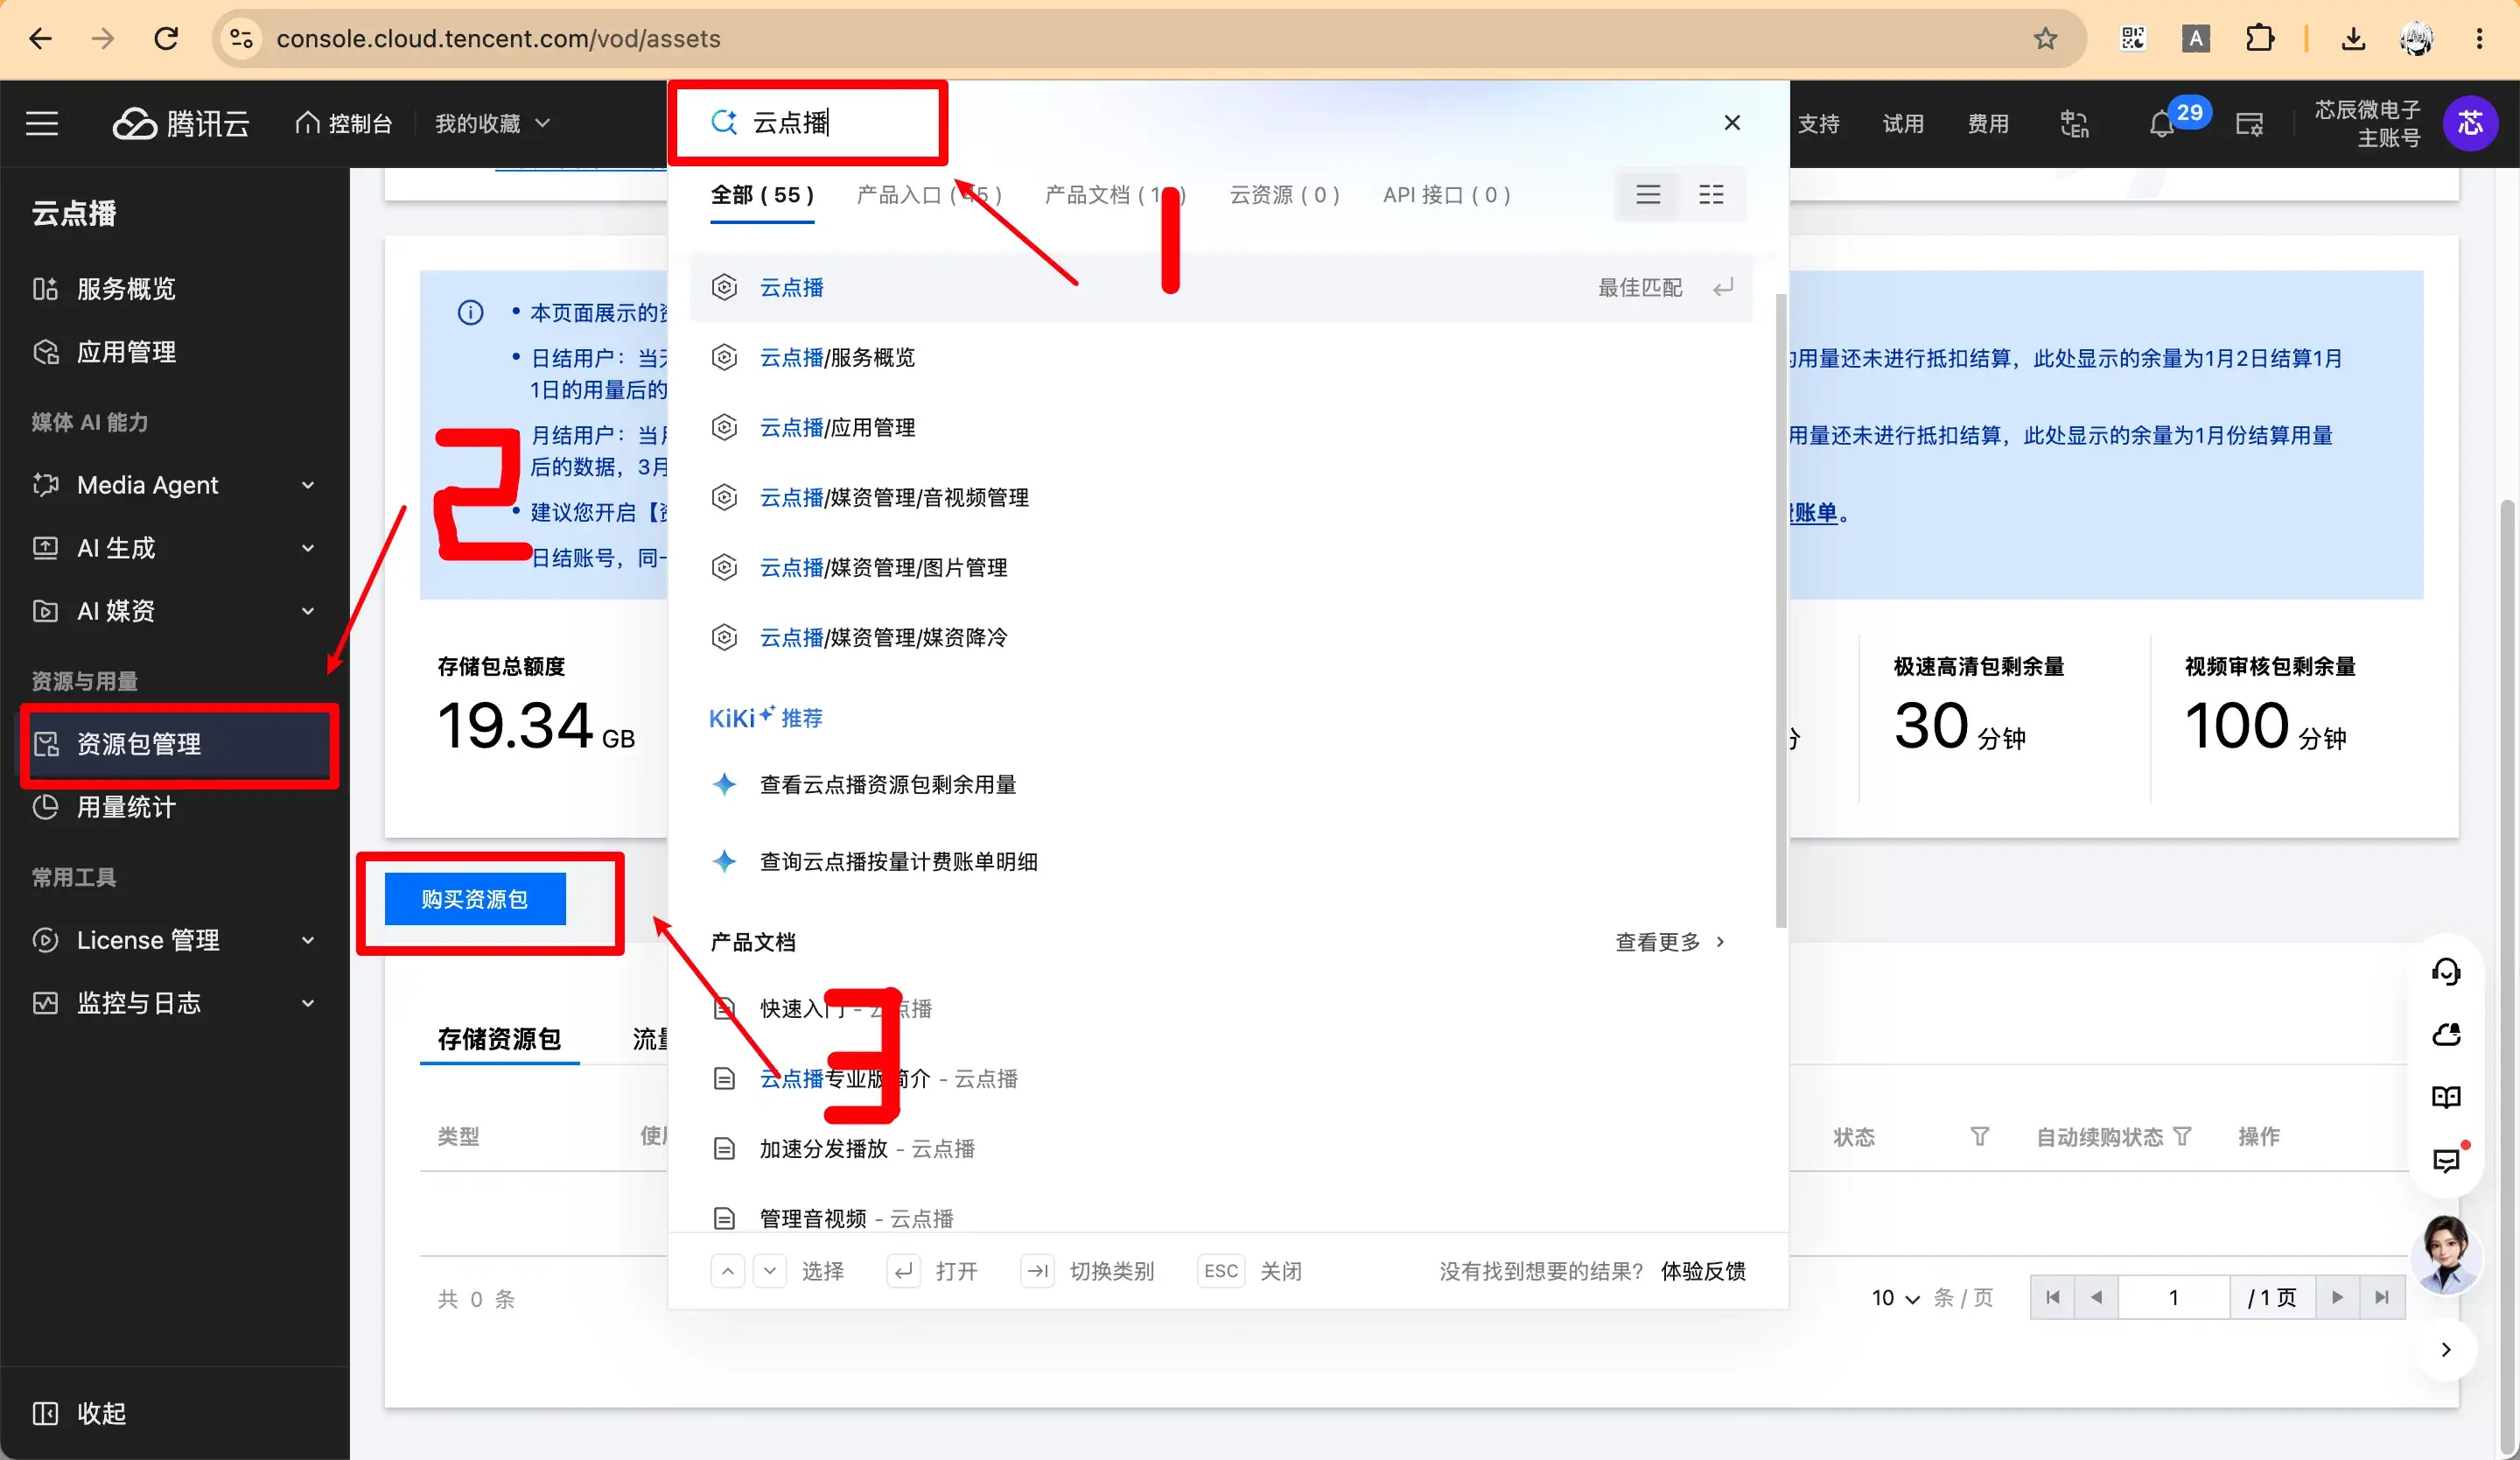 console.cloud.tencent.com/vod/assets
A
腾讯云
控制台
我的收藏
云点播
支持
试用
费用
29
芯辰微电子
主账号
芯
云点播
服务概览
应用管理
媒体 AI 能力
Media Agent
AI 生成
AI 媒资
资源与用量
资源包管理
用量统计
常用工具
License 管理
监控与日志
收起
全部 ( 55 )
产品入口 ( 45 )
产品文档 ( 1
云资源 ( 0 )
API 接口 ( 0 )
1
云点播
最佳匹配
云点播/服务概览
云点播/应用管理
云点播/媒资管理/音视频管理
云点播/媒资管理/图片管理
云点播/媒资管理/媒资降冷
KiKi 推荐
查看云点播资源包剩余用量
查询云点播按量计费账单明细
产品文档
查看更多
快速入门 - 云点播
云点播专业版简介 - 云点播
加速分发播放 - 云点播
管理音视频 - 云点播
选择
打开
切换类别
ESC
关闭
没有找到想要的结果?
体验反馈
• 本页面展示的资
• 日结用户：当天
的用量还未进行抵扣结算，此处显示的余量为1月2日结算1月
1日的用量后的
月结用户：当月
用量还未进行抵扣结算，此处显示的余量为1月份结算用量
后的数据，3月
• 建议您开启【资
账单。
日结账号，同一
2
存储包总额度
19.34 GB
极速高清包剩余量
30 分钟
视频审核包剩余量
100 分钟
购买资源包
3
存储资源包
流量
类型
使用
状态
自动续购状态
操作
共 0 条
10
条 / 页
1
/ 1 页